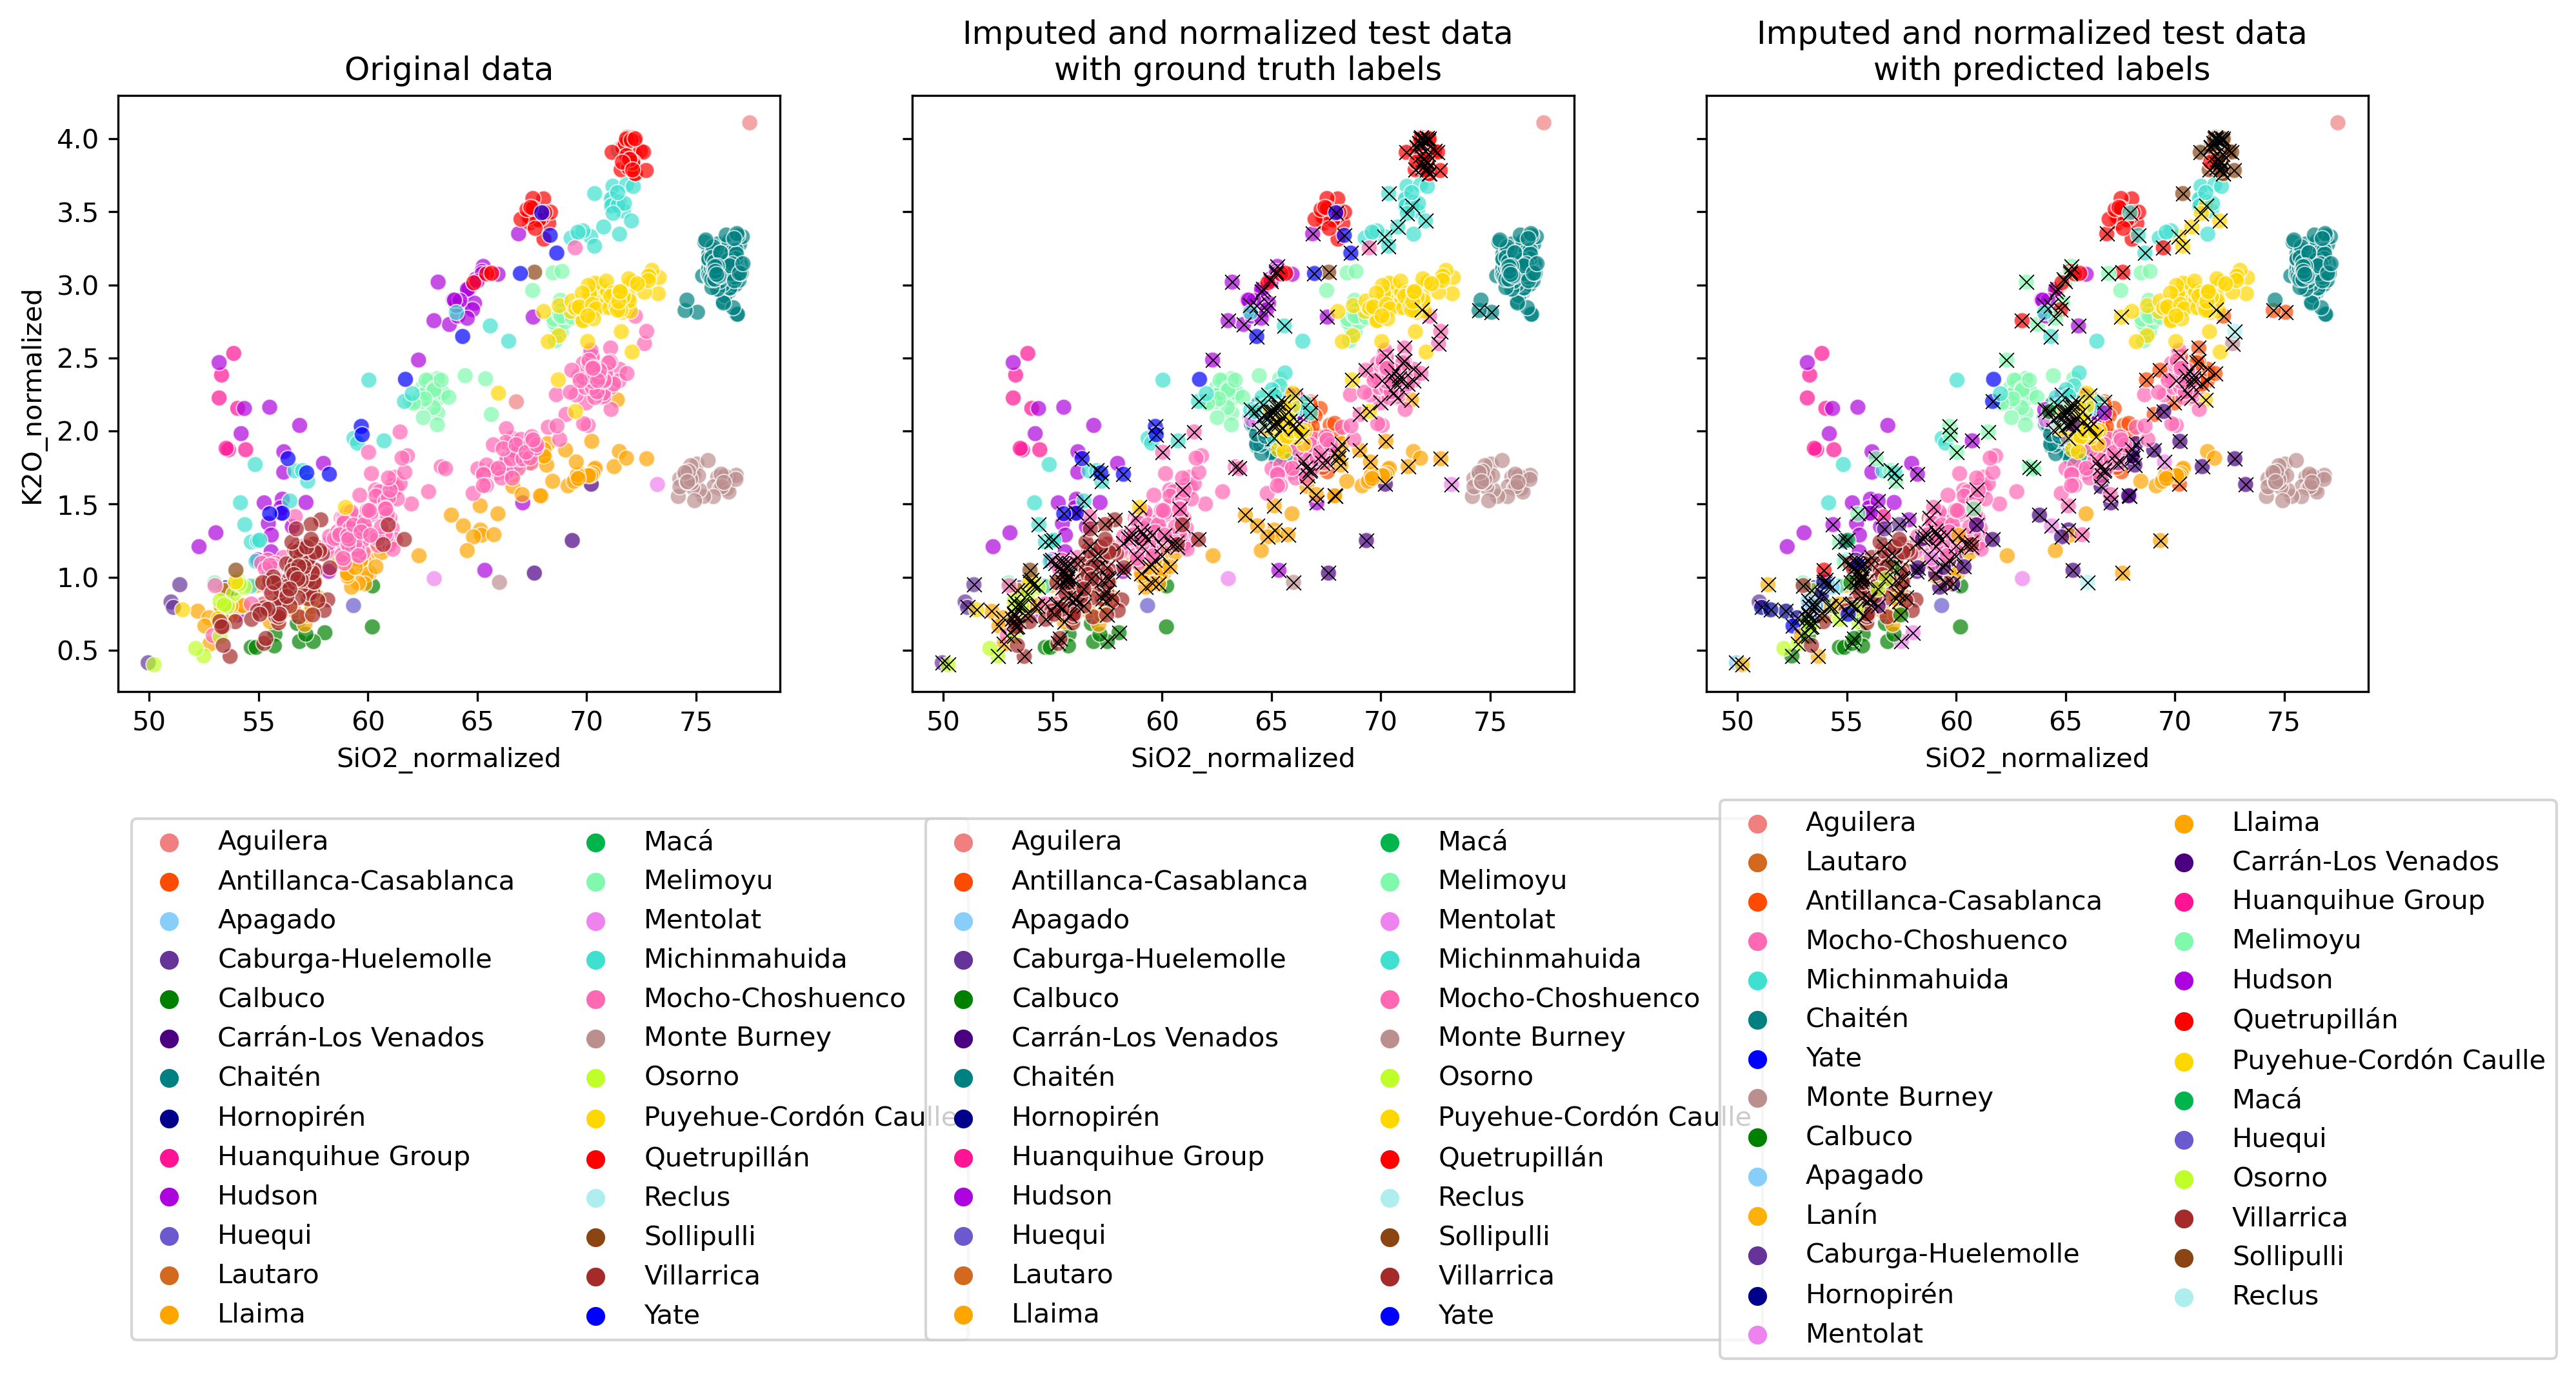 Original data
Imputed and normalized test data
with ground truth labels
Imputed and normalized test data
with predicted labels
K2O_normalized
4.0
3.5
3.0
2.5
2.0
1.5
1.0
0.5
50 55 60 65 70 75
SiO2_normalized
50 55 60 65 70 75
SiO2_normalized
50 55 60 65 70 75
SiO2_normalized
Aguilera
Antillanca-Casablanca
Apagado
Caburga-Huelemolle
Calbuco
Carrán-Los Venados
Chaitén
Hornopirén
Huanquihue Group
Hudson
Huequi
Lautaro
Llaima
Macá
Melimoyu
Mentolat
Michinmahuida
Mocho-Choshuenco
Monte Burney
Osorno
Puyehue-Cordón Caulle
Quetrupillán
Reclus
Sollipulli
Villarrica
Yate
Aguilera
Antillanca-Casablanca
Apagado
Caburga-Huelemolle
Calbuco
Carrán-Los Venados
Chaitén
Hornopirén
Huanquihue Group
Hudson
Huequi
Lautaro
Llaima
Macá
Melimoyu
Mentolat
Michinmahuida
Mocho-Choshuenco
Monte Burney
Osorno
Puyehue-Cordón Caulle
Quetrupillán
Reclus
Sollipulli
Villarrica
Yate
Aguilera
Lautaro
Antillanca-Casablanca
Mocho-Choshuenco
Michinmahuida
Chaitén
Yate
Monte Burney
Calbuco
Apagado
Lanín
Caburga-Huelemolle
Hornopirén
Mentolat
Llaima
Carrán-Los Venados
Huanquihue Group
Melimoyu
Hudson
Quetrupillán
Puyehue-Cordón Caulle
Macá
Huequi
Osorno
Villarrica
Sollipulli
Reclus